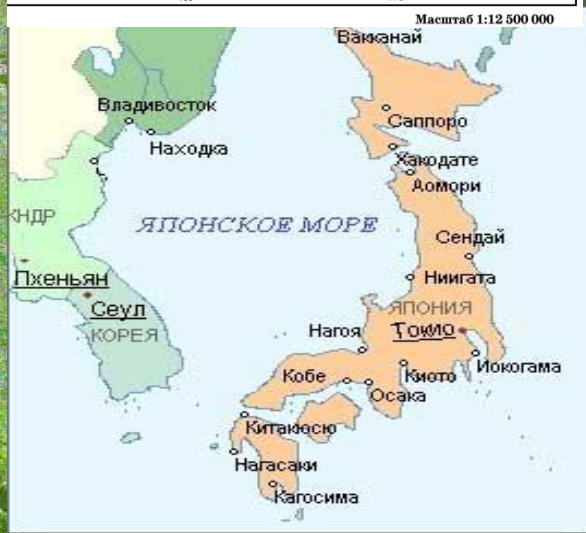 Масштаб 1:12 500 000
Вакканай
Владивосток
Саппоро
Находка
Хакодате
Аомори
КНДР
ЯПОНСКОЕ МОРЕ
Сендай
Пхеньян
Ниигата
Сеул
ЯПОНИЯ
КОРЕЯ
Нагоя
Токио
Иокогама
Кобе
Киото
Осака
Китакюсю
Нагасаки
Кагосима